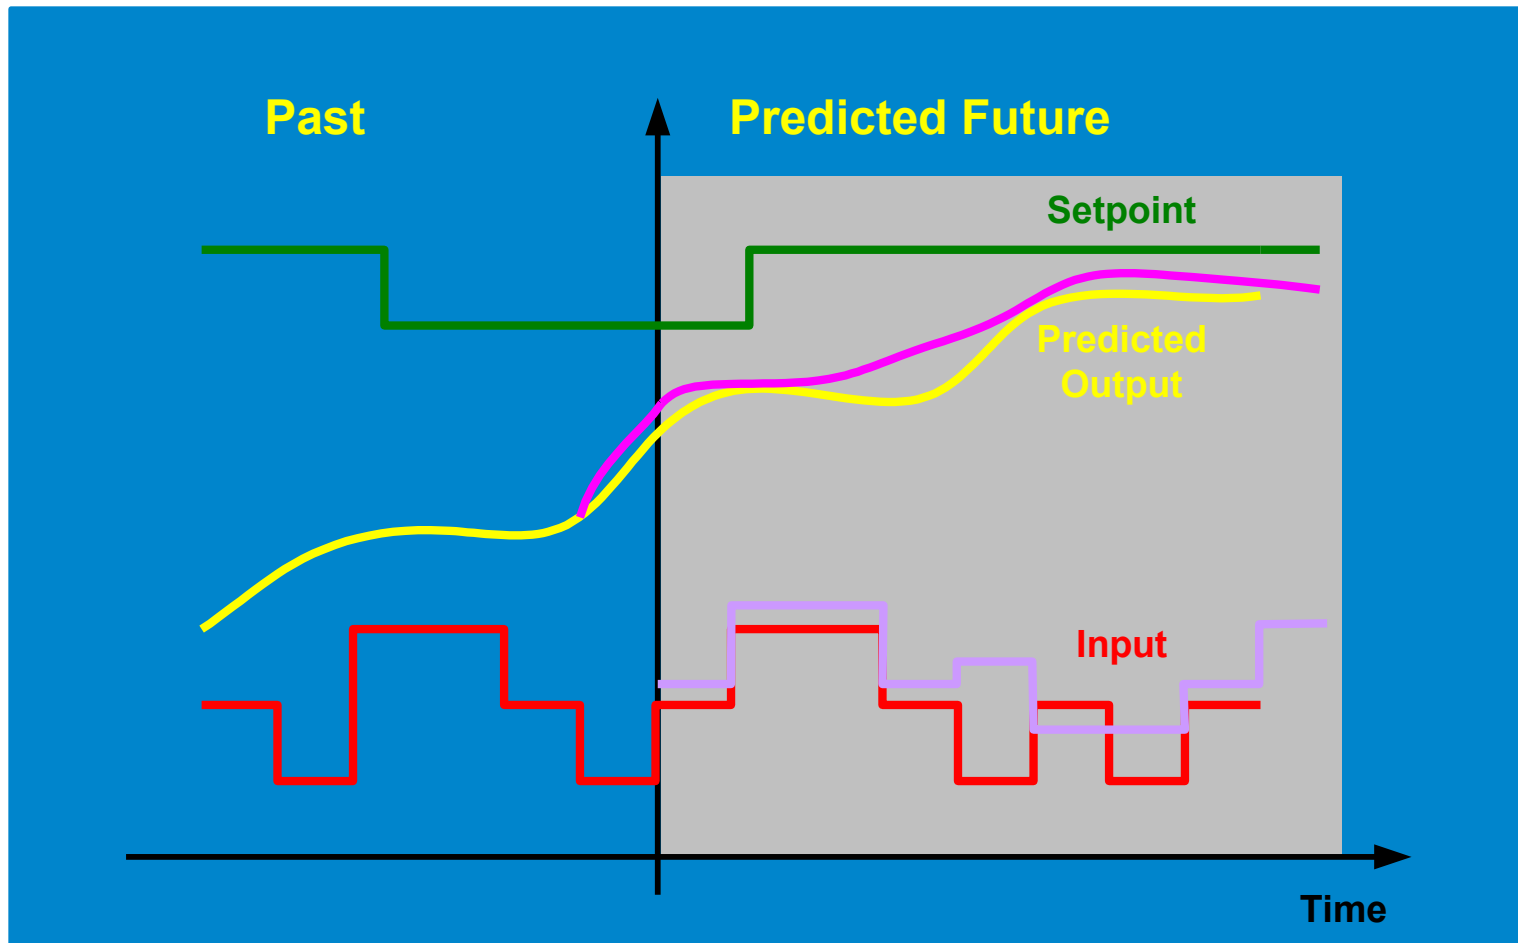 Past
Predicted Future
Setpoint
Predicted
Output
Input
Time